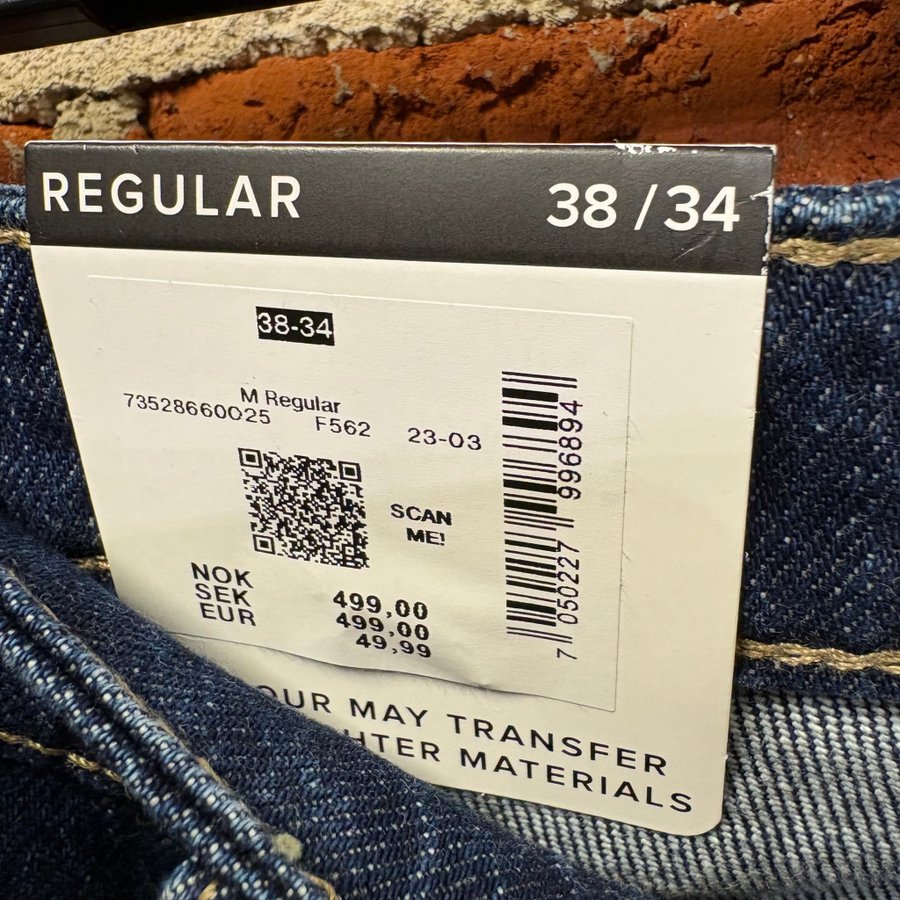 REGULAR 38 / 34
38-34
M Regular
73528660025 F562 23-03
SCAN
ME!
NOK 499,00
SEK 499,00
EUR 49,99
7 050227 996894
MAY TRANSFER
MATERIALS